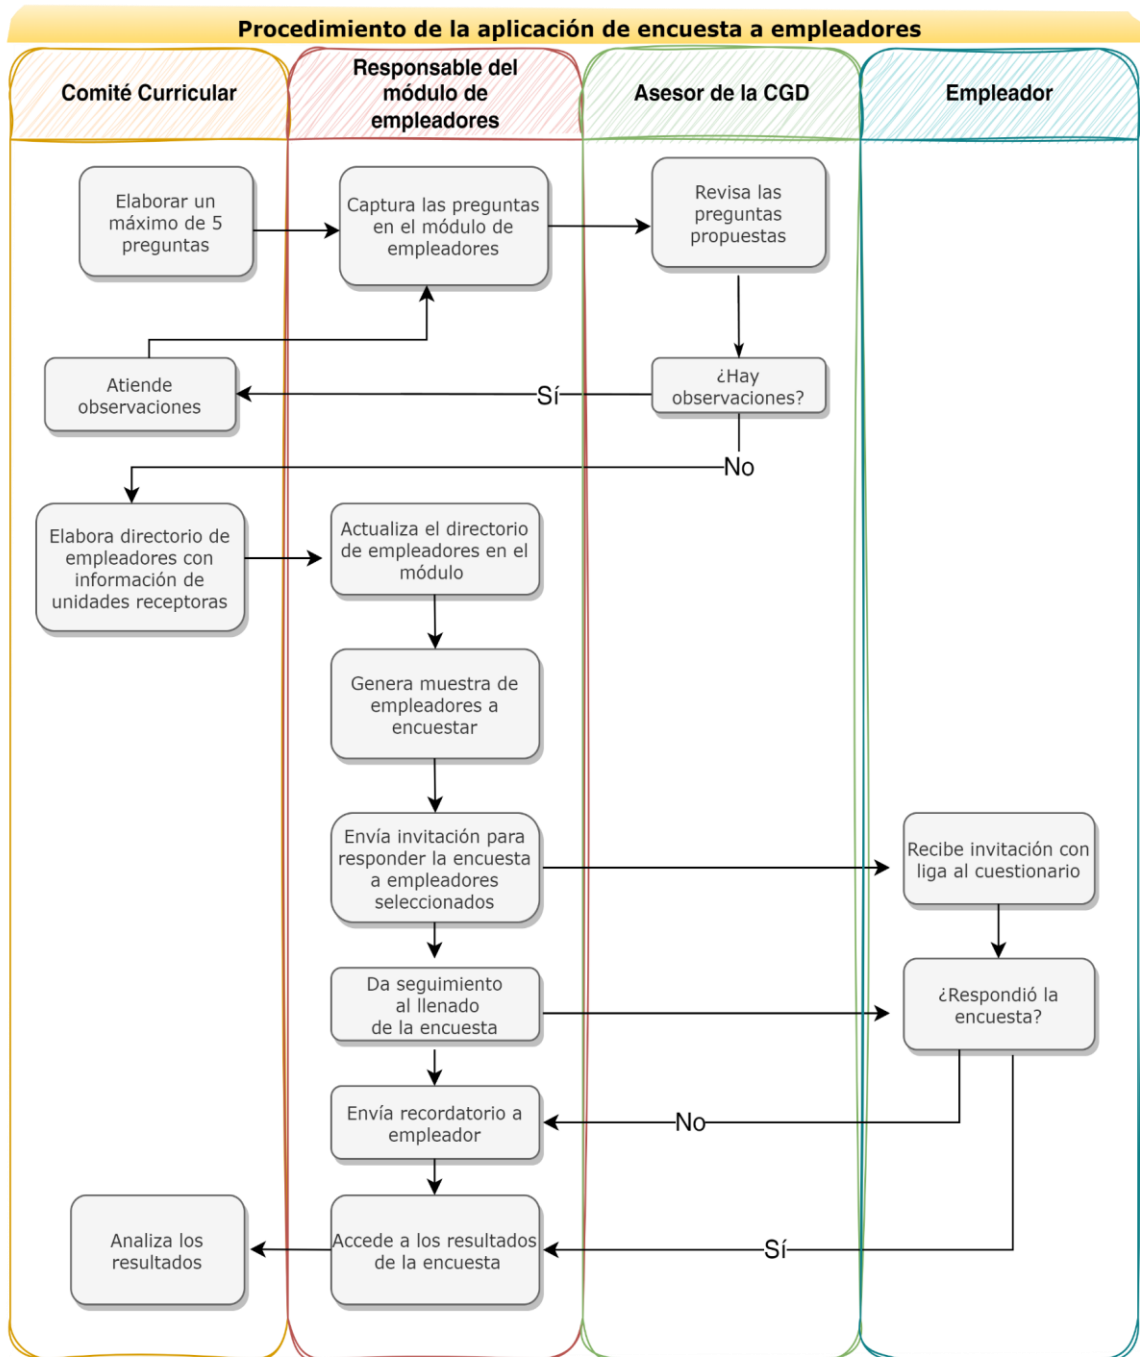 Procedimiento de la aplicación de encuesta a empleadores
Comité Curricular
Responsable del
módulo de
empleadores
Asesor de la CGD
Empleador
Elaborar un
máximo de 5
preguntas
Captura las preguntas
en el módulo de
empleadores
Revisa las
preguntas
propuestas
Atiende
observaciones
Sí
¿Hay
observaciones?
No
Elabora directorio de
empleadores con
información de
unidades receptoras
Actualiza el directorio
de empleadores en el
módulo
Genera muestra de
empleadores a
encuestar
Envía invitación para
responder la encuesta
a empleadores
seleccionados
Recibe invitación con
liga al cuestionario
Da seguimiento
al llenado
de la encuesta
¿Respondió la
encuesta?
Envía recordatorio a
empleador
No
Analiza los
resultados
Accede a los resultados
de la encuesta
Sí